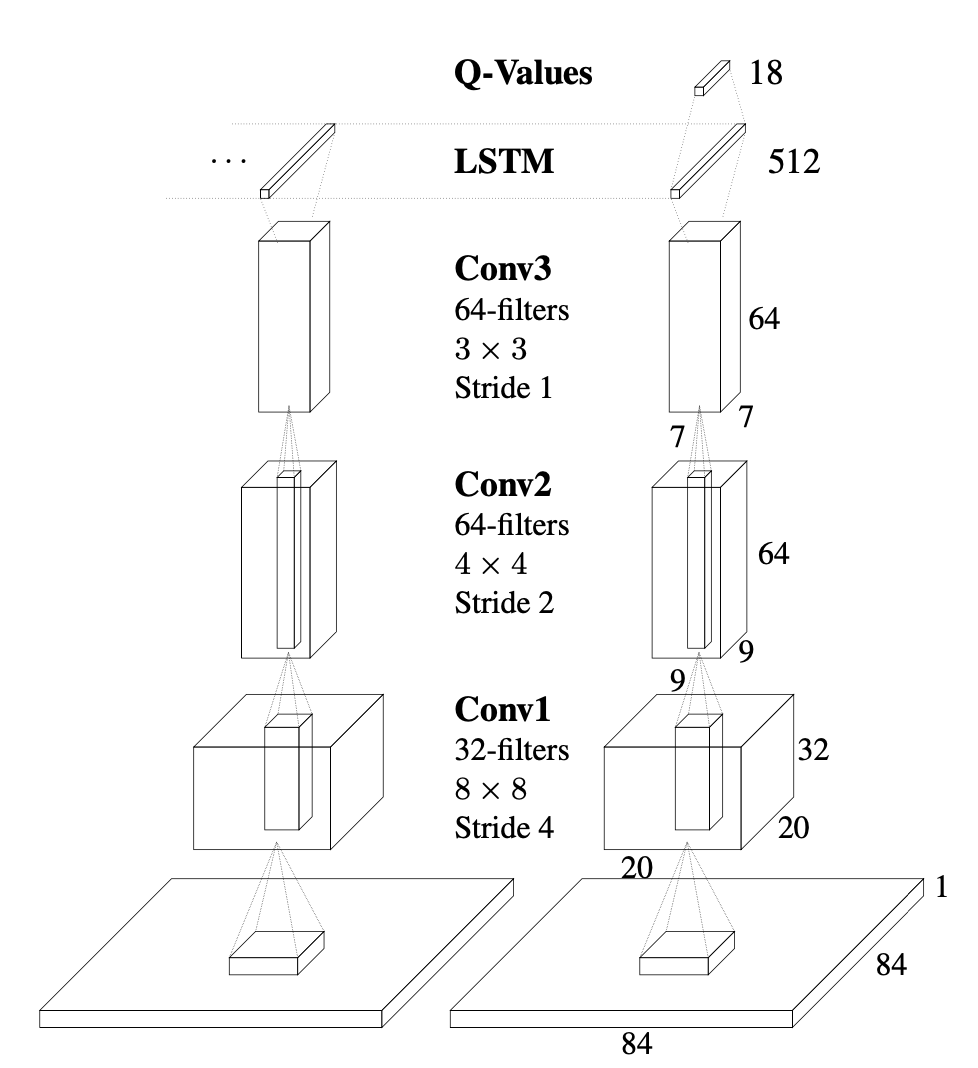 Q-Values
18
...
LSTM
512
Conv3
64-filters
3 × 3
Stride 1
64
7
7
Conv2
64-filters
4 × 4
Stride 2
64
9
9
Conv1
32-filters
8 × 8
Stride 4
32
20
20
1
84
84